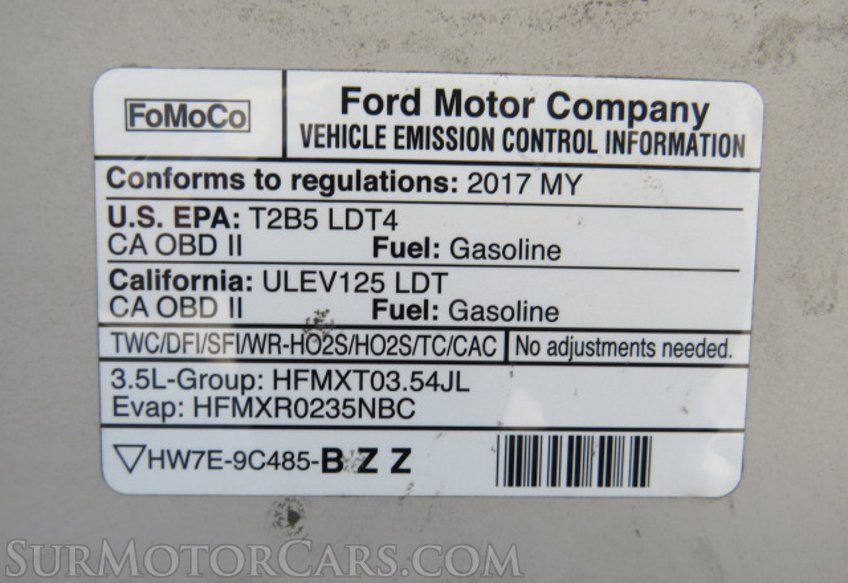 FoMoCo
Ford Motor Company
VEHICLE EMISSION CONTROL INFORMATION
Conforms to regulations: 2017 MY
U.S. EPA: T2B5 LDT4
CA OBD II Fuel: Gasoline
California: ULEV125 LDT
CA OBD II Fuel: Gasoline
TWC/DFI/SFI/WR-HO2S/HO2S/TC/CAC No adjustments needed.
3.5L-Group: HFMXT03.54JL
Evap: HFMXR0235NBC
HW7E-9C485-B Z Z
SurMotorCars.com